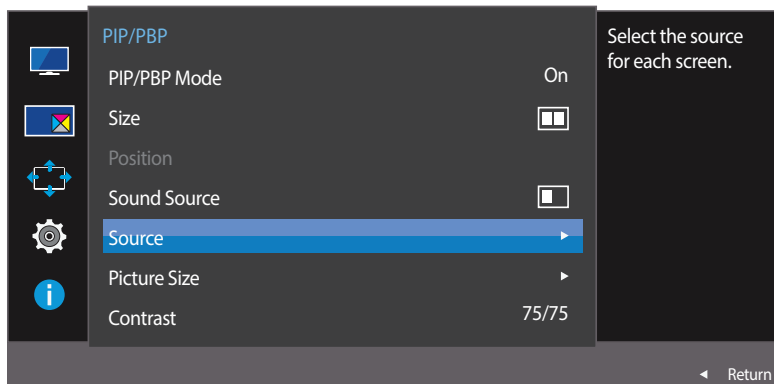 PIP/PBP
PIP/PBP Mode On
Size
Position
Sound Source
Source
Picture Size
Contrast 75/75
Select the source
for each screen.
Return